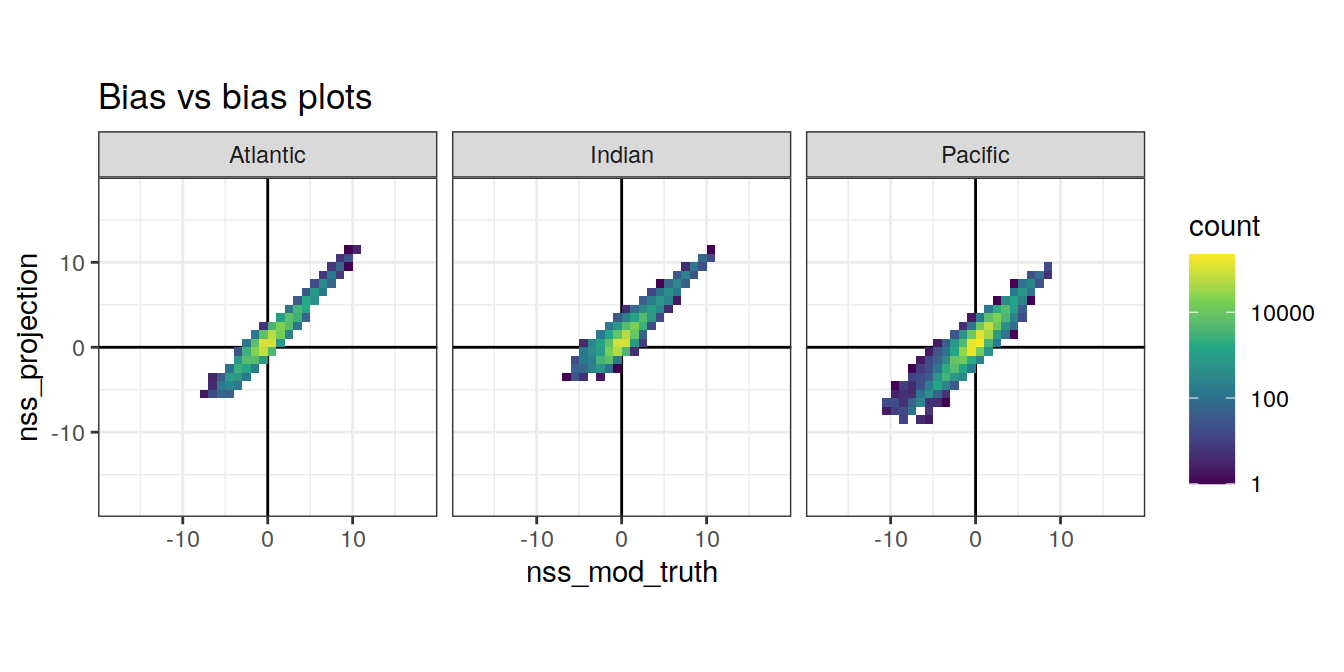 Bias vs bias plots
Atlantic Indian Pacific
count
10000
100
1
nss_projection
10
0
-10
-10 0 10 -10 0 10 -10 0 10
nss_mod_truth